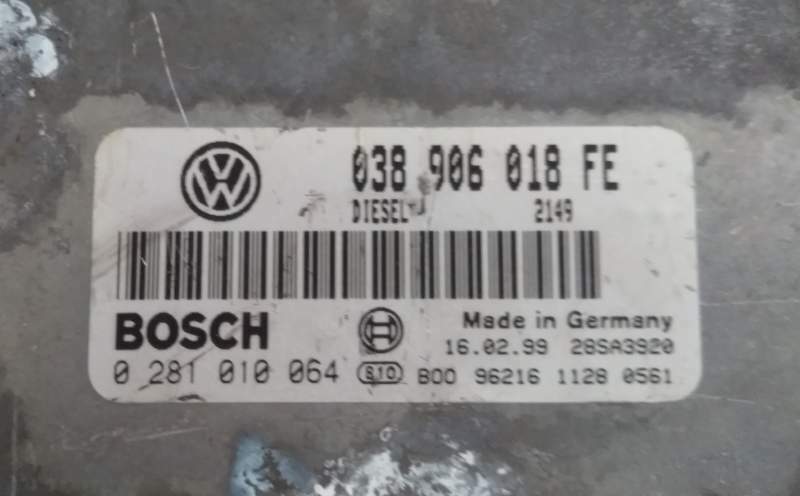 038 906 018 FE
DIESEL 2149
BOSCH
Made in Germany
16.02.99 28SA3920
0 281 010 064 S10 B00 96216 1128 0561